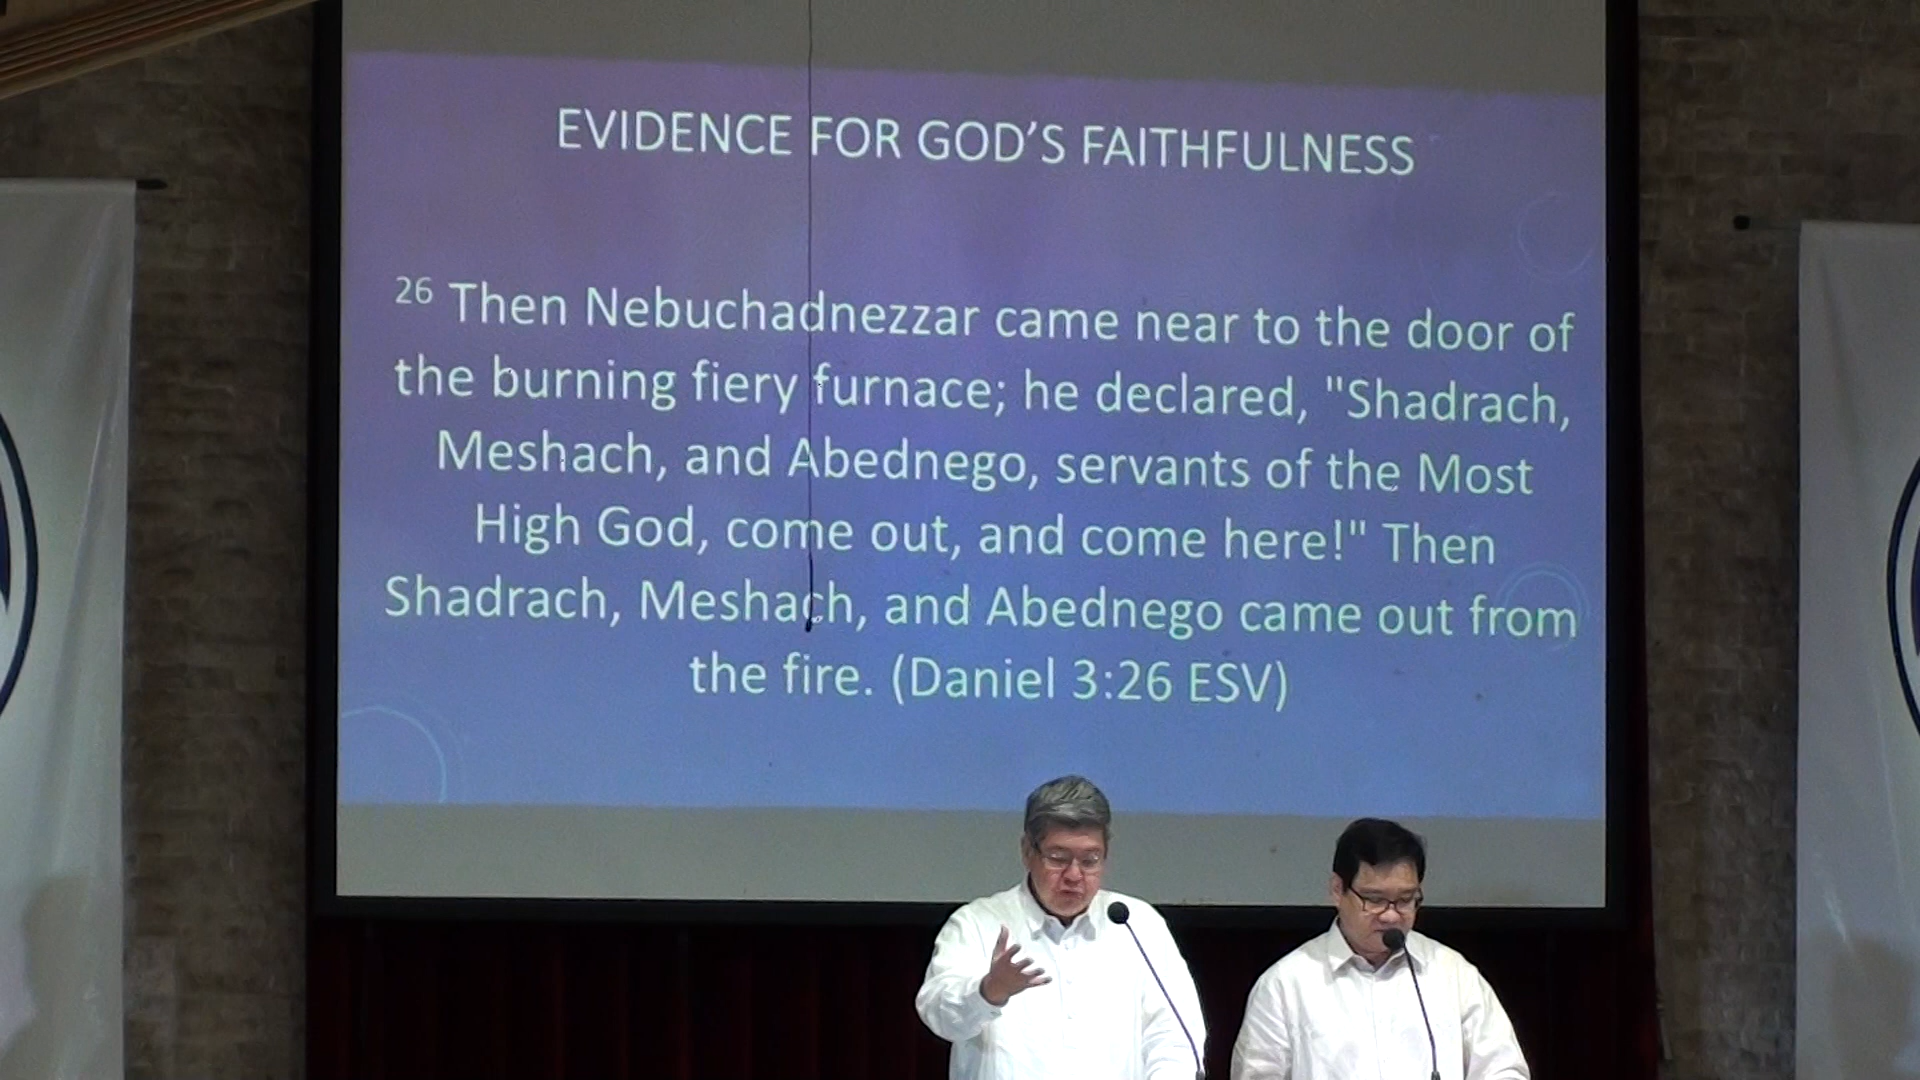 EVIDENCE FOR GOD’S FAITHFULNESS
26 Then Nebuchadnezzar came near to the door of
the burning fiery furnace; he declared, "Shadrach,
Meshach, and Abednego, servants of the Most
High God, come out, and come here!" Then
Shadrach, Meshach, and Abednego came out from
the fire. (Daniel 3:26 ESV)